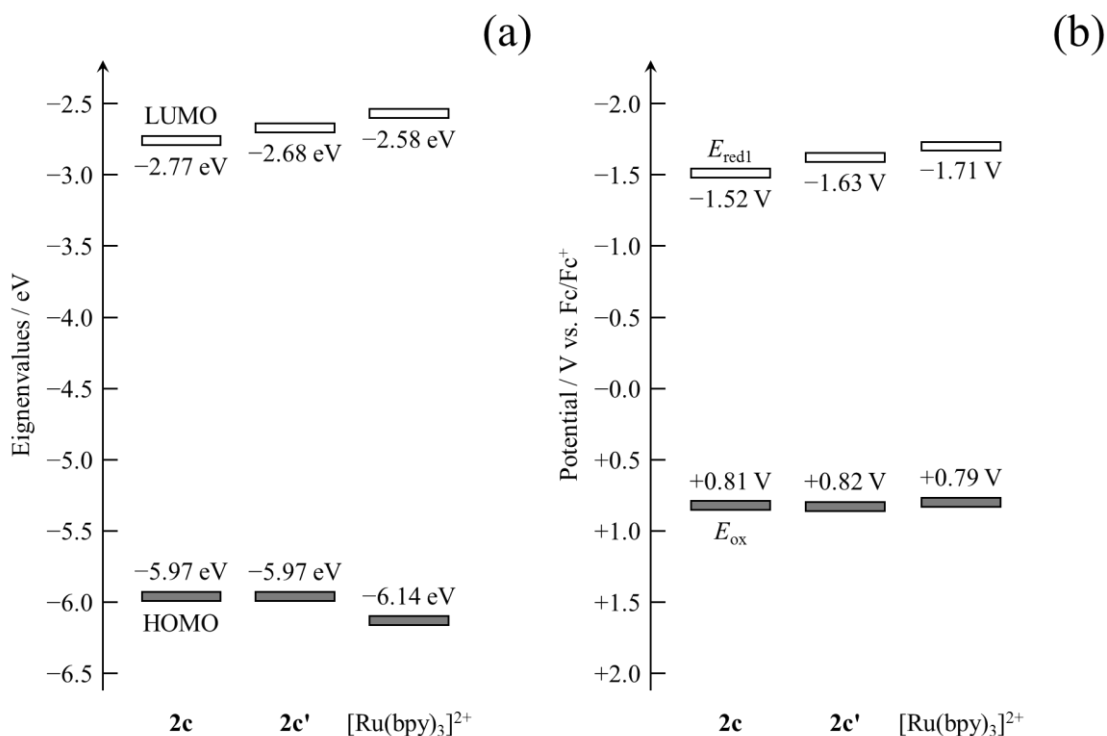 (a)
Eignenvalues / eV
−2.5
−3.0
−3.5
−4.0
−4.5
−5.0
−5.5
−6.0
−6.5
LUMO
−2.77 eV
−2.68 eV
−2.58 eV
−5.97 eV
−5.97 eV
−6.14 eV
HOMO
2c
2c'
[Ru(bpy)3]2+
(b)
Potential / V vs. Fc/Fc+
−2.0
−1.5
−1.0
−0.5
−0.0
+0.5
+1.0
+1.5
+2.0
Ered1
−1.52 V
−1.63 V
−1.71 V
+0.81 V
+0.82 V
+0.79 V
Eox
2c
2c'
[Ru(bpy)3]2+